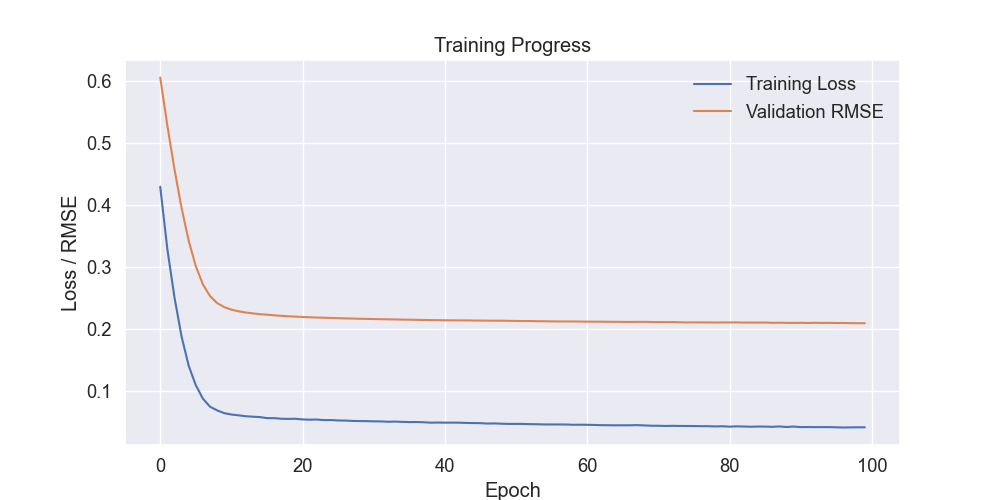 Training Progress
Training Loss
Validation RMSE
Loss / RMSE
0.6
0.5
0.4
0.3
0.2
0.1
0 20 40 60 80 100
Epoch